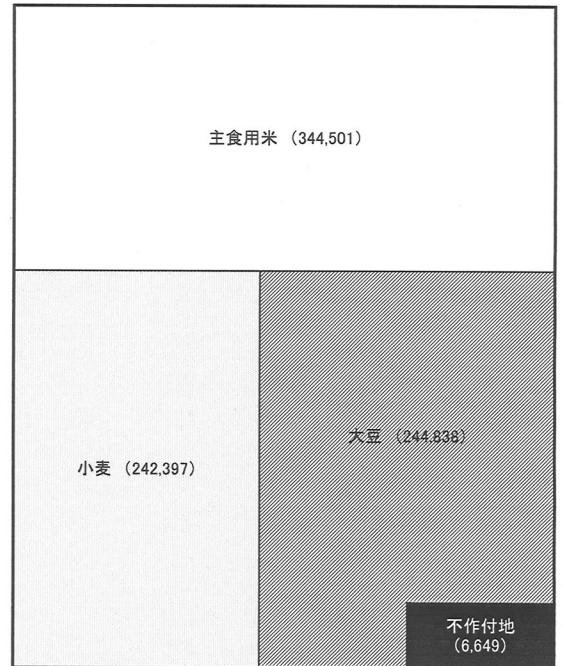 主食用米 （344,501）
小麦 （242,397）
大豆 （244,838）
不作付地
（6,649）